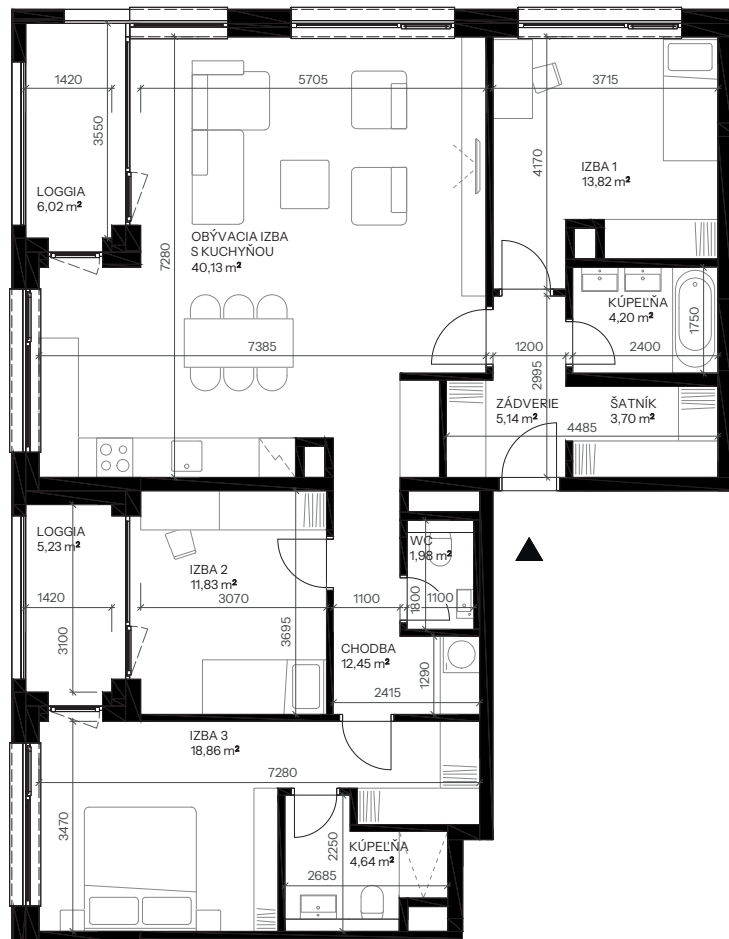 1420
5705
3715
3550
LOGGIA
6,02 m²
4170
IZBA 1
13,82 m²
7280
OBÝVACIA IZBA
S KUCHYŇOU
40,13 m²
KÚPEĽŇA
4,20 m²
1750
7385
1200
2400
2995
ZÁDVERIE
5,14 m²
ŠATNÍK
3,70 m²
4485
LOGGIA
5,23 m²
WC
1,98 m²
IZBA 2
11,83 m²
1420
3070
1100
1800
1100
3695
3100
CHODBA
12,45 m²
1290
2415
IZBA 3
18,86 m²
7280
3470
2250
KÚPEĽŇA
4,64 m²
2685